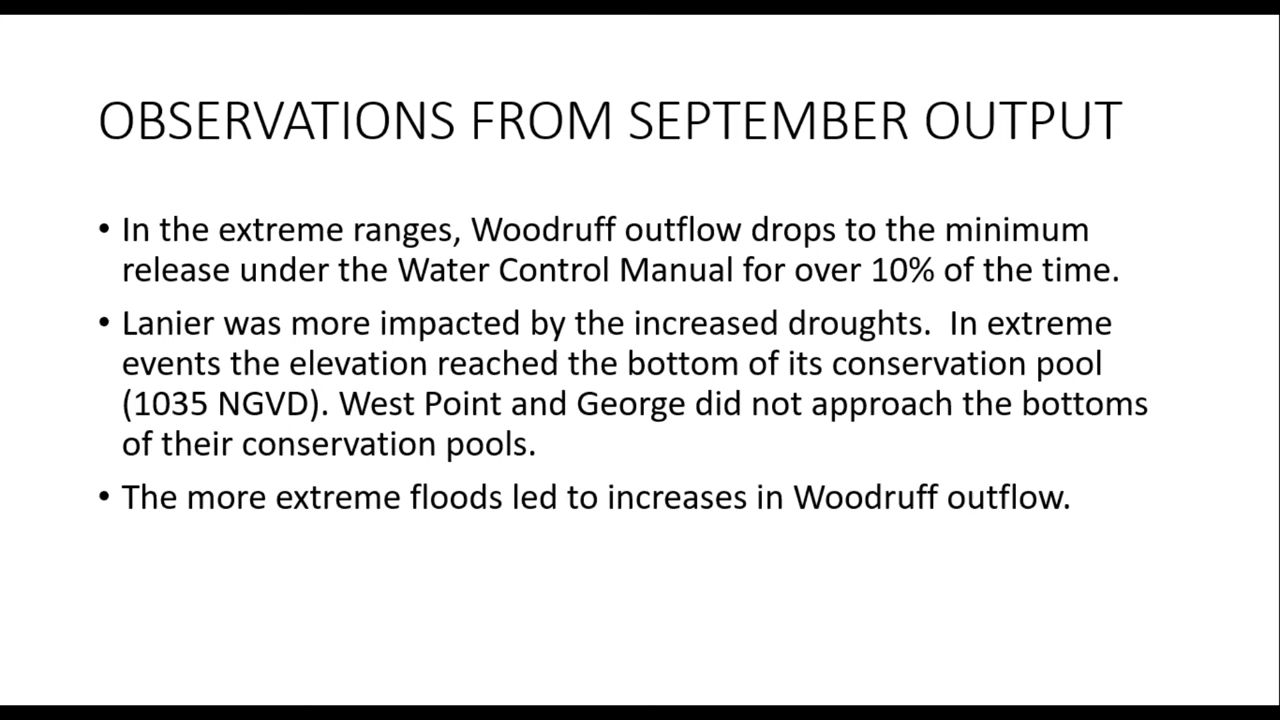 OBSERVATIONS FROM SEPTEMBER OUTPUT
• In the extreme ranges, Woodruff outflow drops to the minimum
release under the Water Control Manual for over 10% of the time.
• Lanier was more impacted by the increased droughts.  In extreme
events the elevation reached the bottom of its conservation pool
(1035 NGVD). West Point and George did not approach the bottoms
of their conservation pools.
• The more extreme floods led to increases in Woodruff outflow.